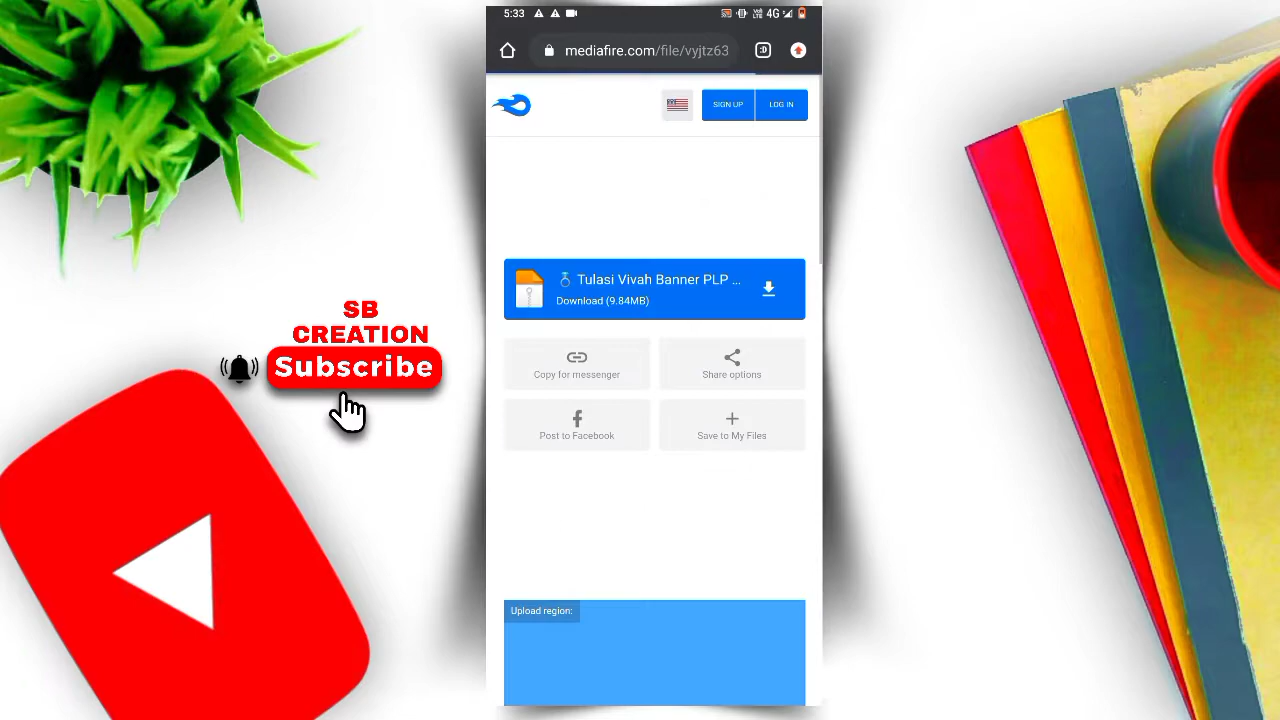 5:33
4G
mediafire.com/file/vyjtz63
SIGN UP
LOG IN
Tulasi Vivah Banner PLP ...
Download (9.84MB)
Copy for messenger
Share options
Post to Facebook
Save to My Files
Upload region:
SB
CREATION
Subscribe